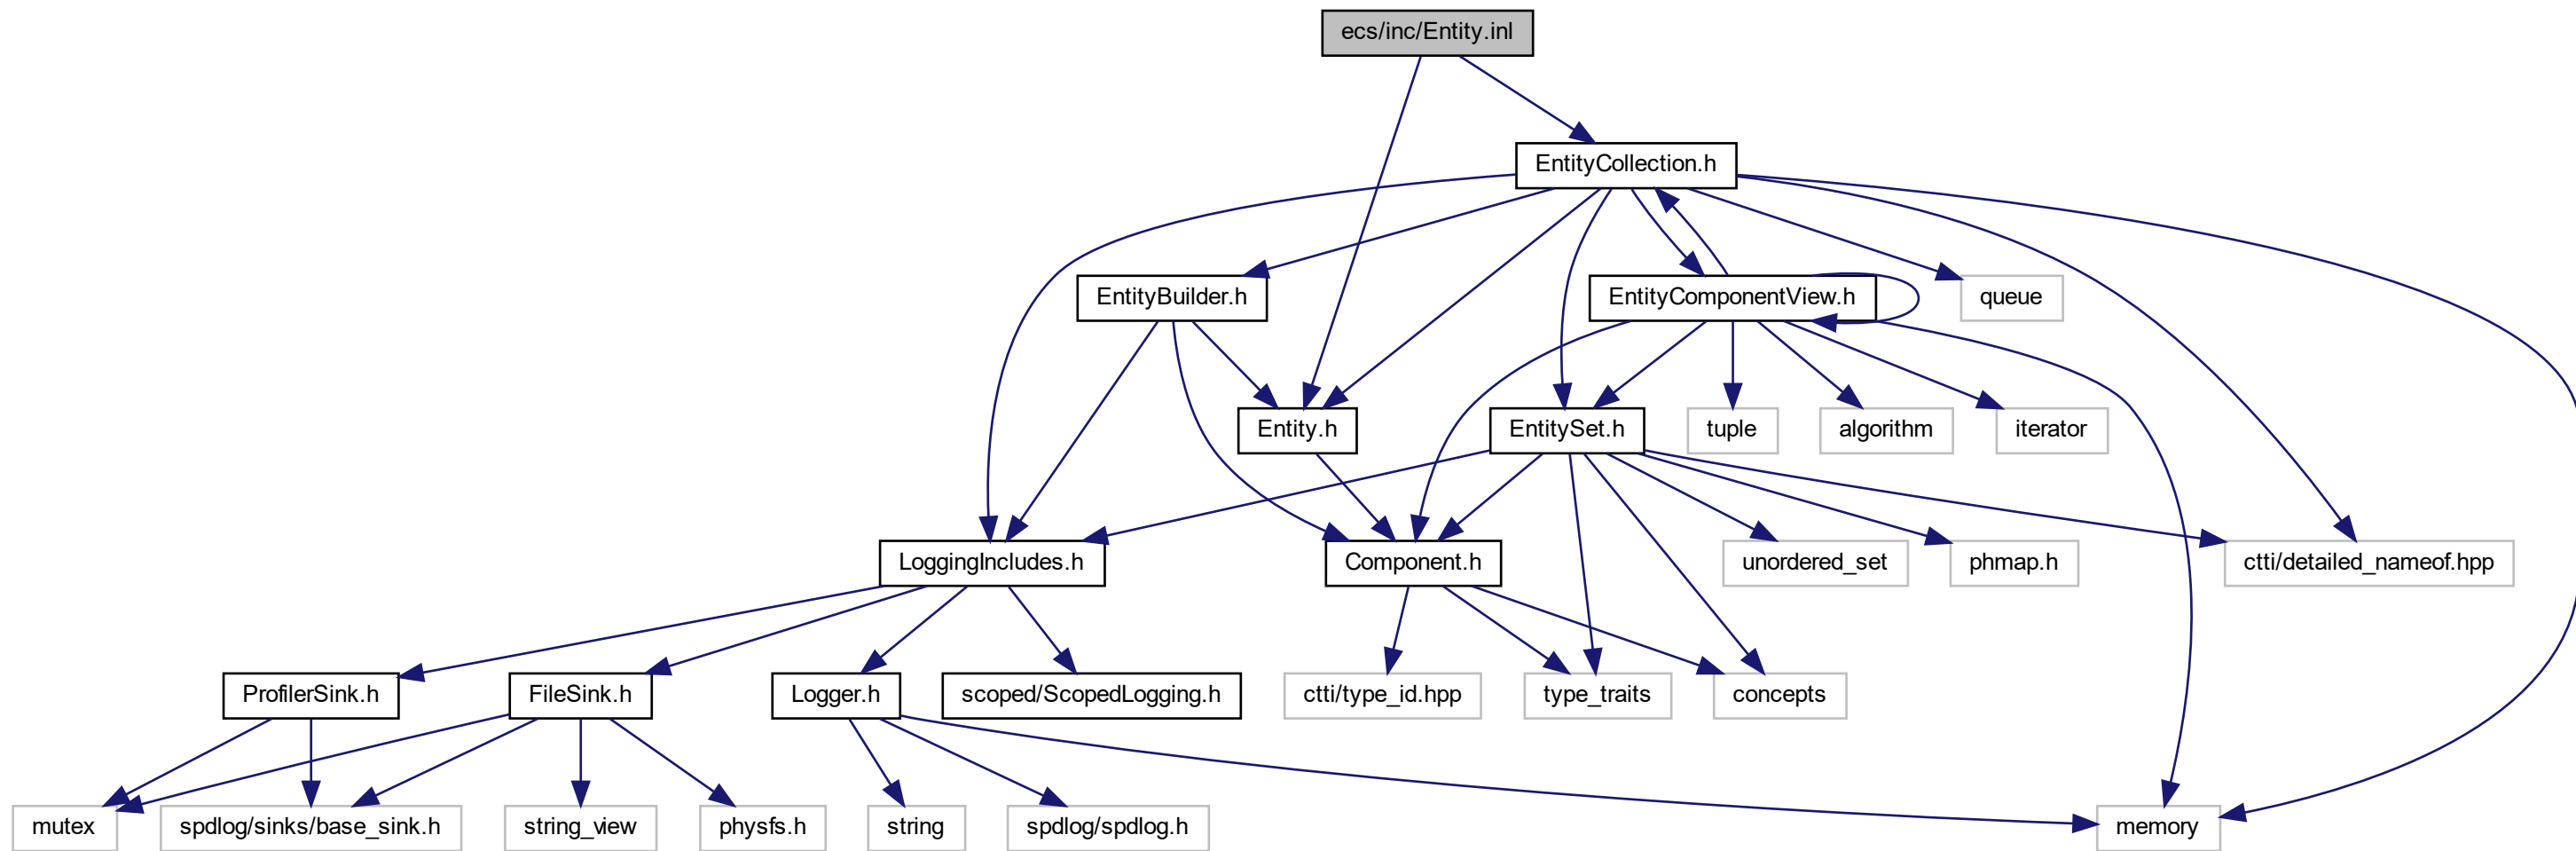 ecs/inc/Entity.inl
EntityCollection.h
EntityBuilder.h
EntityComponentView.h
queue
Entity.h
EntitySet.h
tuple
algorithm
iterator
LoggingIncludes.h
Component.h
unordered_set
phmap.h
ctti/detailed_nameof.hpp
ProfilerSink.h
FileSink.h
Logger.h
scoped/ScopedLogging.h
ctti/type_id.hpp
type_traits
concepts
mutex
spdlog/sinks/base_sink.h
string_view
physfs.h
string
spdlog/spdlog.h
memory